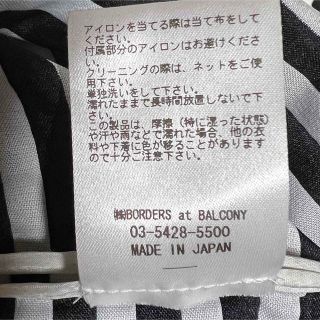 アイロンを当てる際は当て布をして
ください。
付属部分のアイロンはお避けくださ
い。
クリーニングの際は、ネットをご使
用下さい。
単独洗いをして下さい。
濡れたままで長時間放置しないで下
さい。
この製品は、摩擦（特に湿った状態）
や汗や雨などで濡れた場合、他の衣
料や下着に色が移ることがあります
ので十分ご注意下さい。
㈱BORDERS at BALCONY
03-5428-5500
MADE IN JAPAN